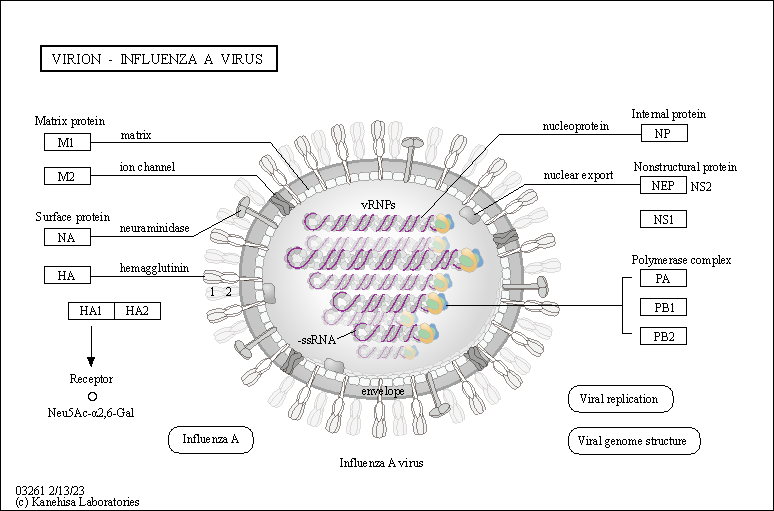 VIRION - INFLUENZA A VIRUS
Matrix protein
M1
matrix
M2
ion channel
Surface protein
NA
neuraminidase
HA
hemagglutinin
1 2
HA1 HA2
Receptor
Neu5Ac-α2,6-Gal
vRNPs
-ssRNA
envelope
Internal protein
nucleoprotein
NP
Nonstructural protein
nuclear export
NEP NS2
NS1
Polymerase complex
PA
PB1
PB2
Viral replication
Influenza A
Viral genome structure
Influenza A virus
03261 2/13/23
(c) Kanehisa Laboratories